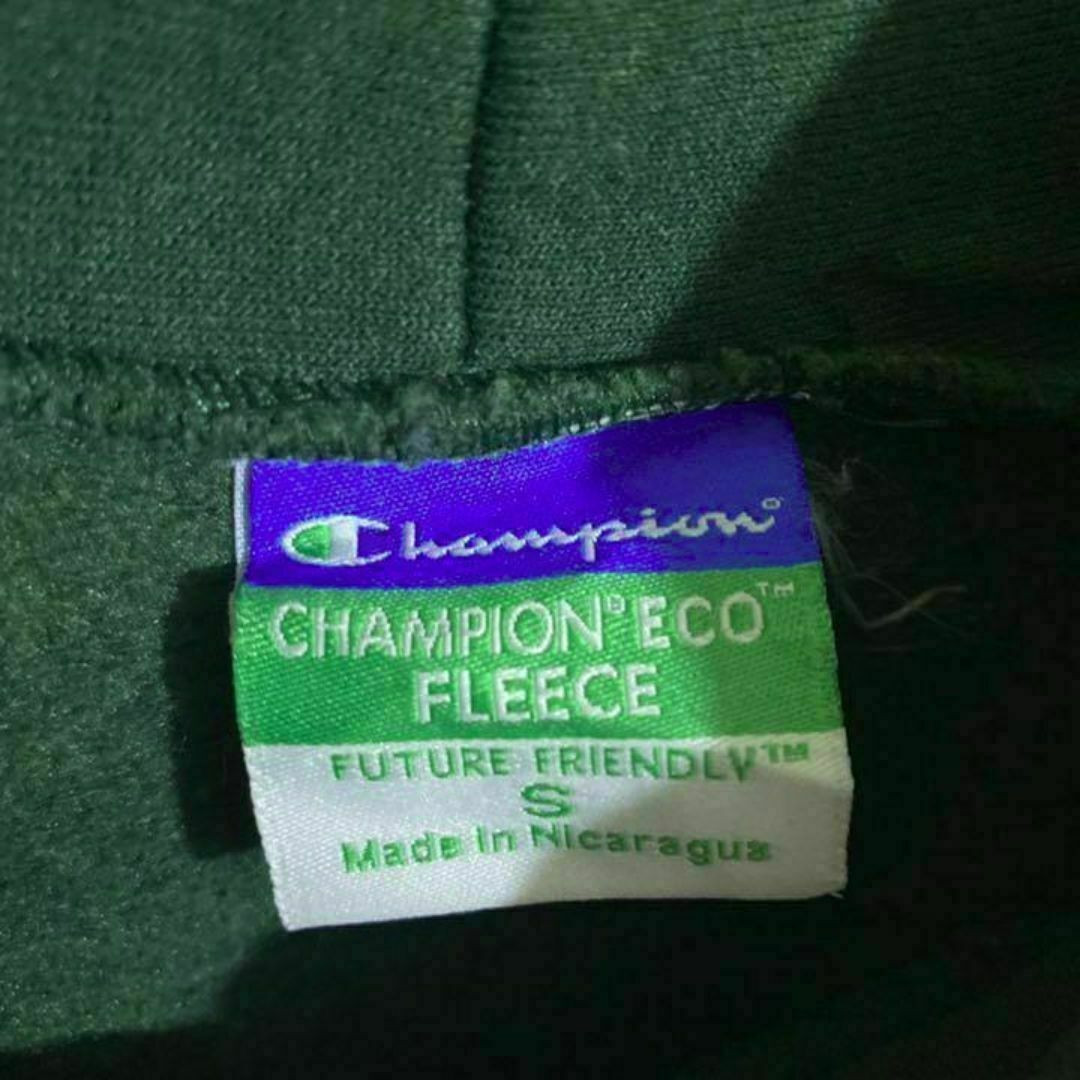 Champion®
CHAMPION® ECO™
FLEECE
FUTURE FRIENDLY™
S
Made In Nicaragua